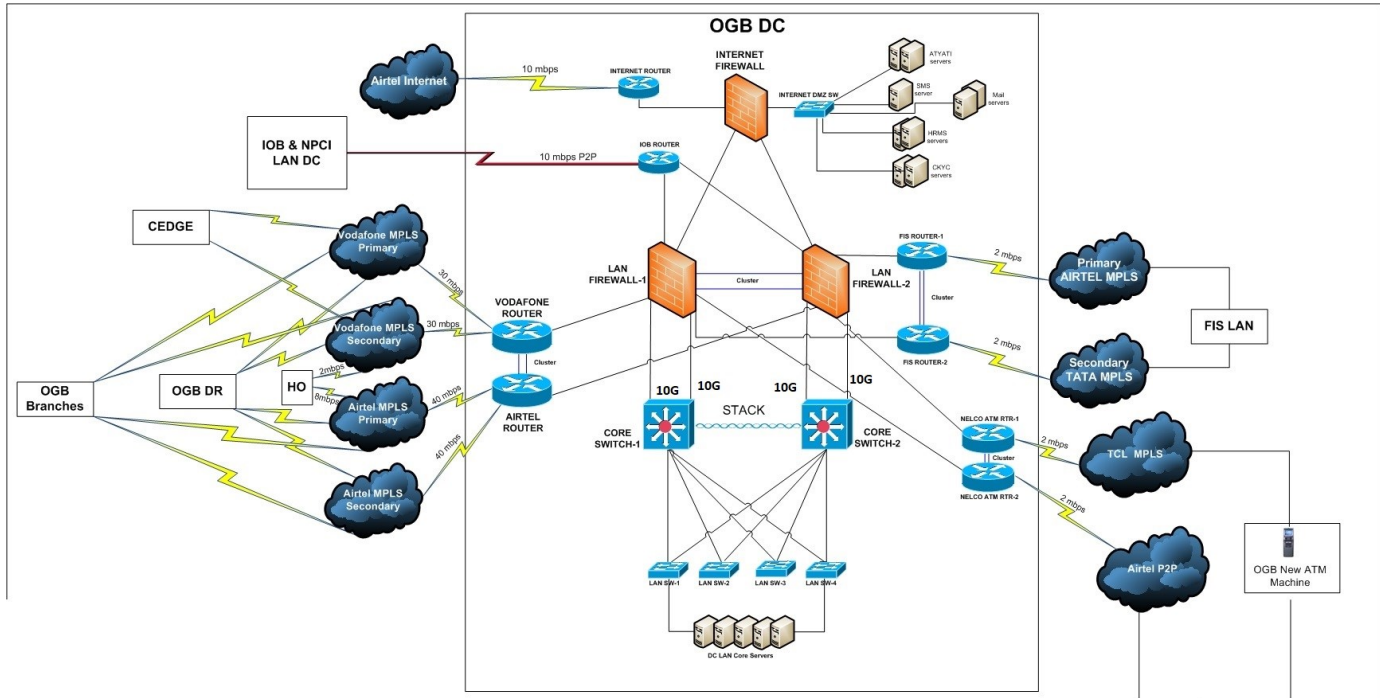 OGB DC
INTERNET
FIREWALL
ATYATI
servers
10 mbps
INTERNET ROUTER
Airtel Internet
SMS
server
INTERNET DMZ SW
Mail
servers
HRMS
servers
IOB & NPCI
LAN DC
10 mbps P2P
IOB ROUTER
CKYC
servers
CEDGE
Vodafone MPLS
Primary
30 mbps
LAN
FIREWALL-1
Cluster
LAN
FIREWALL-2
FIS ROUTER-1
2 mbps
Primary
AIRTEL MPLS
Cluster
VODAFONE
ROUTER
Vodafone MPLS
Secondary
30 mbps
FIS LAN
FIS ROUTER-2
2 mbps
Secondary
TATA MPLS
Cluster
2mbps
OGB
Branches
OGB DR
HO
8mbps
Airtel MPLS
Primary
40 mbps
AIRTEL
ROUTER
10G
10G
10G
10G
STACK
CORE
SWITCH-1
CORE
SWITCH-2
NELCO ATM RTR-1
2 mbps
TCL MPLS
Cluster
NELCO ATM RTR-2
40 mbps
Airtel MPLS
Secondary
2 mbps
LAN SW-1
LAN SW-2
LAN SW-3
LAN SW-4
Airtel P2P
OGB New ATM
Machine
DC LAN Core Servers